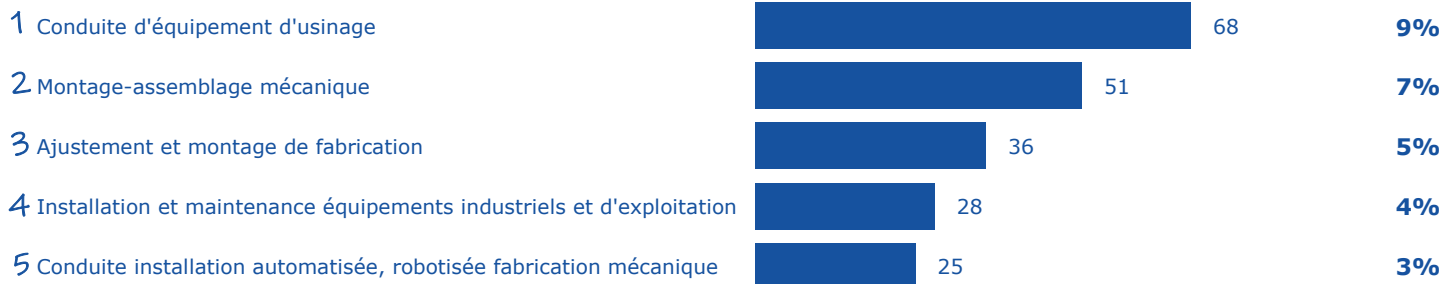 1 Conduite d'équipement d'usinage 68 9%
2 Montage-assemblage mécanique 51 7%
3 Ajustement et montage de fabrication 36 5%
4 Installation et maintenance équipements industriels et d'exploitation 28 4%
5 Conduite installation automatisée, robotisée fabrication mécanique 25 3%